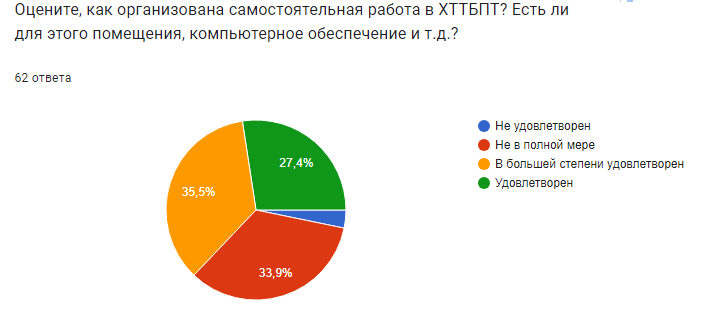 Оцените, как организована самостоятельная работа в ХТТБПТ? Есть ли
для этого помещения, компьютерное обеспечение и т.д.?
62 ответа
27,4%
35,5%
33,9%
Не удовлетворен
Не в полной мере
В большей степени удовлетворен
Удовлетворен